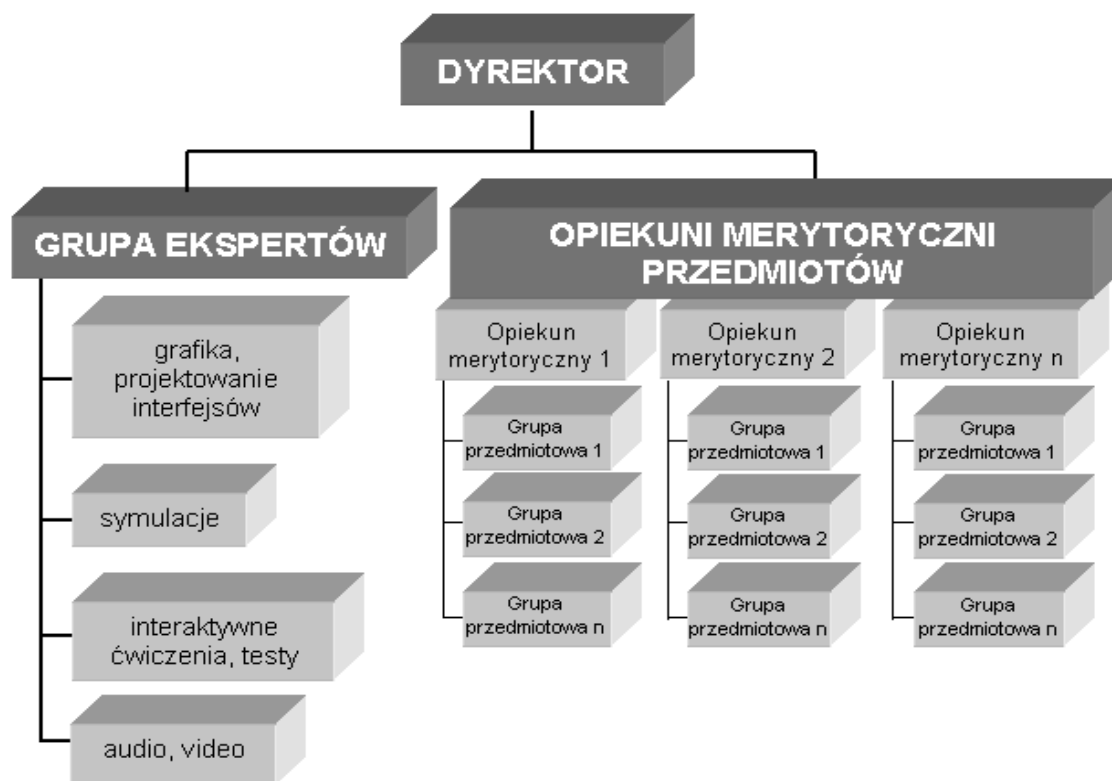 DYREKTOR
GRUPA EKSPERTÓW
grafika,
projektowanie
interfejsów
symulacje
interaktywne
ćwiczenia, testy
audio, video
OPIEKUNI MERYTORYCZNI
PRZEDMIOTÓW
Opiekun
merytoryczny 1
Grupa
przedmiotowa 1
Grupa
przedmiotowa 2
Grupa
przedmiotowa n
Opiekun
merytoryczny 2
Grupa
przedmiotowa 1
Grupa
przedmiotowa 2
Grupa
przedmiotowa n
Opiekun
merytoryczny n
Grupa
przedmiotowa 1
Grupa
przedmiotowa 2
Grupa
przedmiotowa n